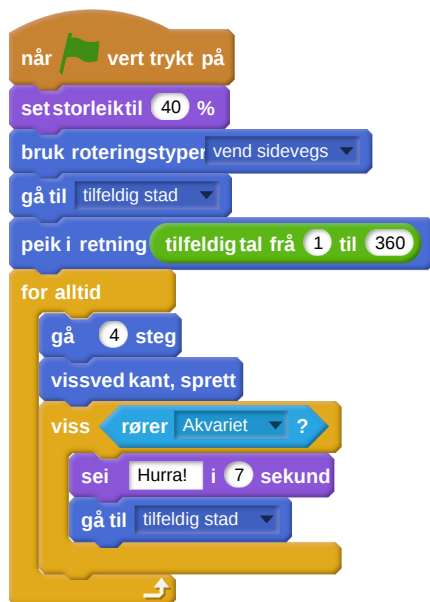 når vert trykt på
set storleik til 40 %
bruk roteringstypen vend sidevegs
gå til tilfeldig stad
peik i retning tilfeldig tal frå 1 til 360
for alltid
gå 4 steg
viss ved kant, sprett
viss rører Akvariet ?
sei Hurra! i 7 sekund
gå til tilfeldig stad